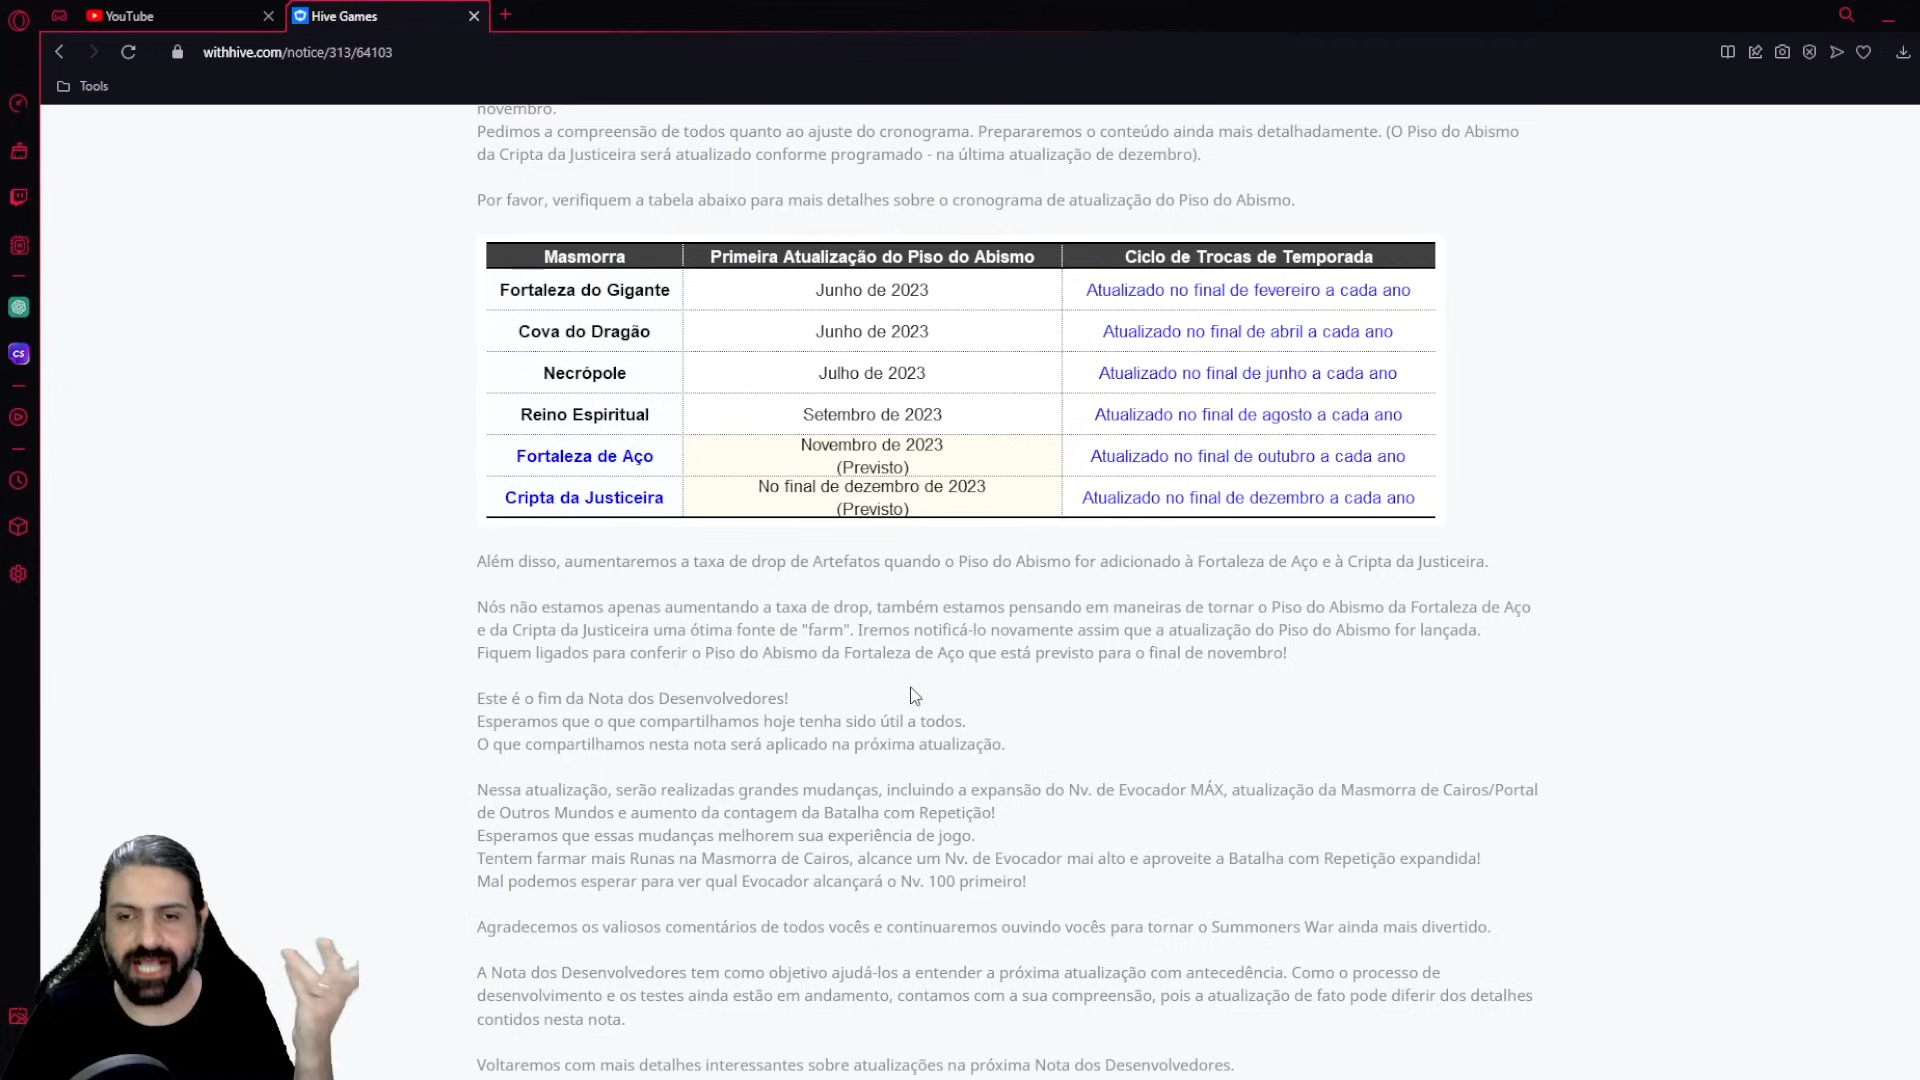 YouTube
Hive Games
withhive.com/notice/313/64103
Tools
novembro.
Pedimos a compreensão de todos quanto ao ajuste do cronograma. Prepararemos o conteúdo ainda mais detalhadamente. (O Piso do Abismo
da Cripta da Justiceira será atualizado conforme programado - na última atualização de dezembro).
Por favor, verifiquem a tabela abaixo para mais detalhes sobre o cronograma de atualização do Piso do Abismo.
Masmorra Primeira Atualização do Piso do Abismo Ciclo de Trocas de Temporada
Fortaleza do Gigante Junho de 2023 Atualizado no final de fevereiro a cada ano
Cova do Dragão Junho de 2023 Atualizado no final de abril a cada ano
Necrópole Julho de 2023 Atualizado no final de junho a cada ano
Reino Espiritual Setembro de 2023 Atualizado no final de agosto a cada ano
Fortaleza de Aço Novembro de 2023 (Previsto) Atualizado no final de outubro a cada ano
Cripta da Justiceira No final de dezembro de 2023 (Previsto) Atualizado no final de dezembro a cada ano
Além disso, aumentaremos a taxa de drop de Artefatos quando o Piso do Abismo for adicionado à Fortaleza de Aço e à Cripta da Justiceira.
Nós não estamos apenas aumentando a taxa de drop, também estamos pensando em maneiras de tornar o Piso do Abismo da Fortaleza de Aço
e da Cripta da Justiceira uma ótima fonte de "farm". Iremos notificá-lo novamente assim que a atualização do Piso do Abismo for lançada.
Fiquem ligados para conferir o Piso do Abismo da Fortaleza de Aço que está previsto para o final de novembro!
Este é o fim da Nota dos Desenvolvedores!
Esperamos que o que compartilhamos hoje tenha sido útil a todos.
O que compartilhamos nesta nota será aplicado na próxima atualização.
Nessa atualização, serão realizadas grandes mudanças, incluindo a expansão do Nv. de Evocador MÁX, atualização da Masmorra de Cairos/Portal
de Outros Mundos e aumento da contagem da Batalha com Repetição!
Esperamos que essas mudanças melhorem sua experiência de jogo.
Tentem farmar mais Runas na Masmorra de Cairos, alcance um Nv. de Evocador mai alto e aproveite a Batalha com Repetição expandida!
Mal podemos esperar para ver qual Evocador alcançará o Nv. 100 primeiro!
Agradecemos os valiosos comentários de todos vocês e continuaremos ouvindo vocês para tornar o Summoners War ainda mais divertido.
A Nota dos Desenvolvedores tem como objetivo ajudá-los a entender a próxima atualização com antecedência. Como o processo de
desenvolvimento e os testes ainda estão em andamento, contamos com a sua compreensão, pois a atualização de fato pode diferir dos detalhes
contidos nesta nota.
Voltaremos com mais detalhes interessantes sobre atualizações na próxima Nota dos Desenvolvedores.
CS